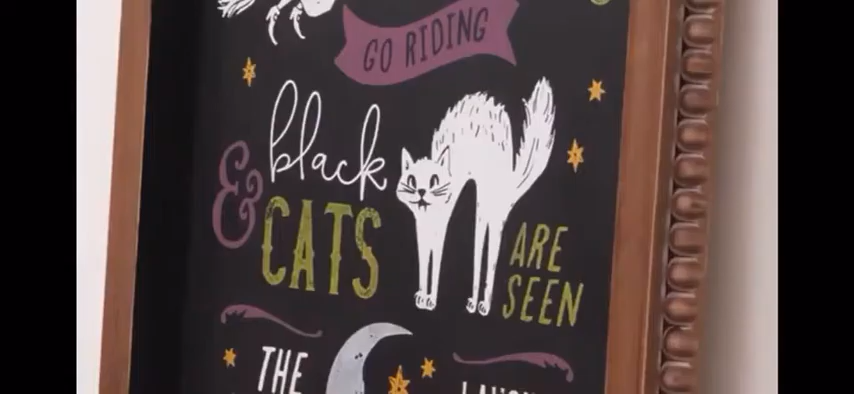 GO RIDING
& black
CATS
ARE
SEEN
THE